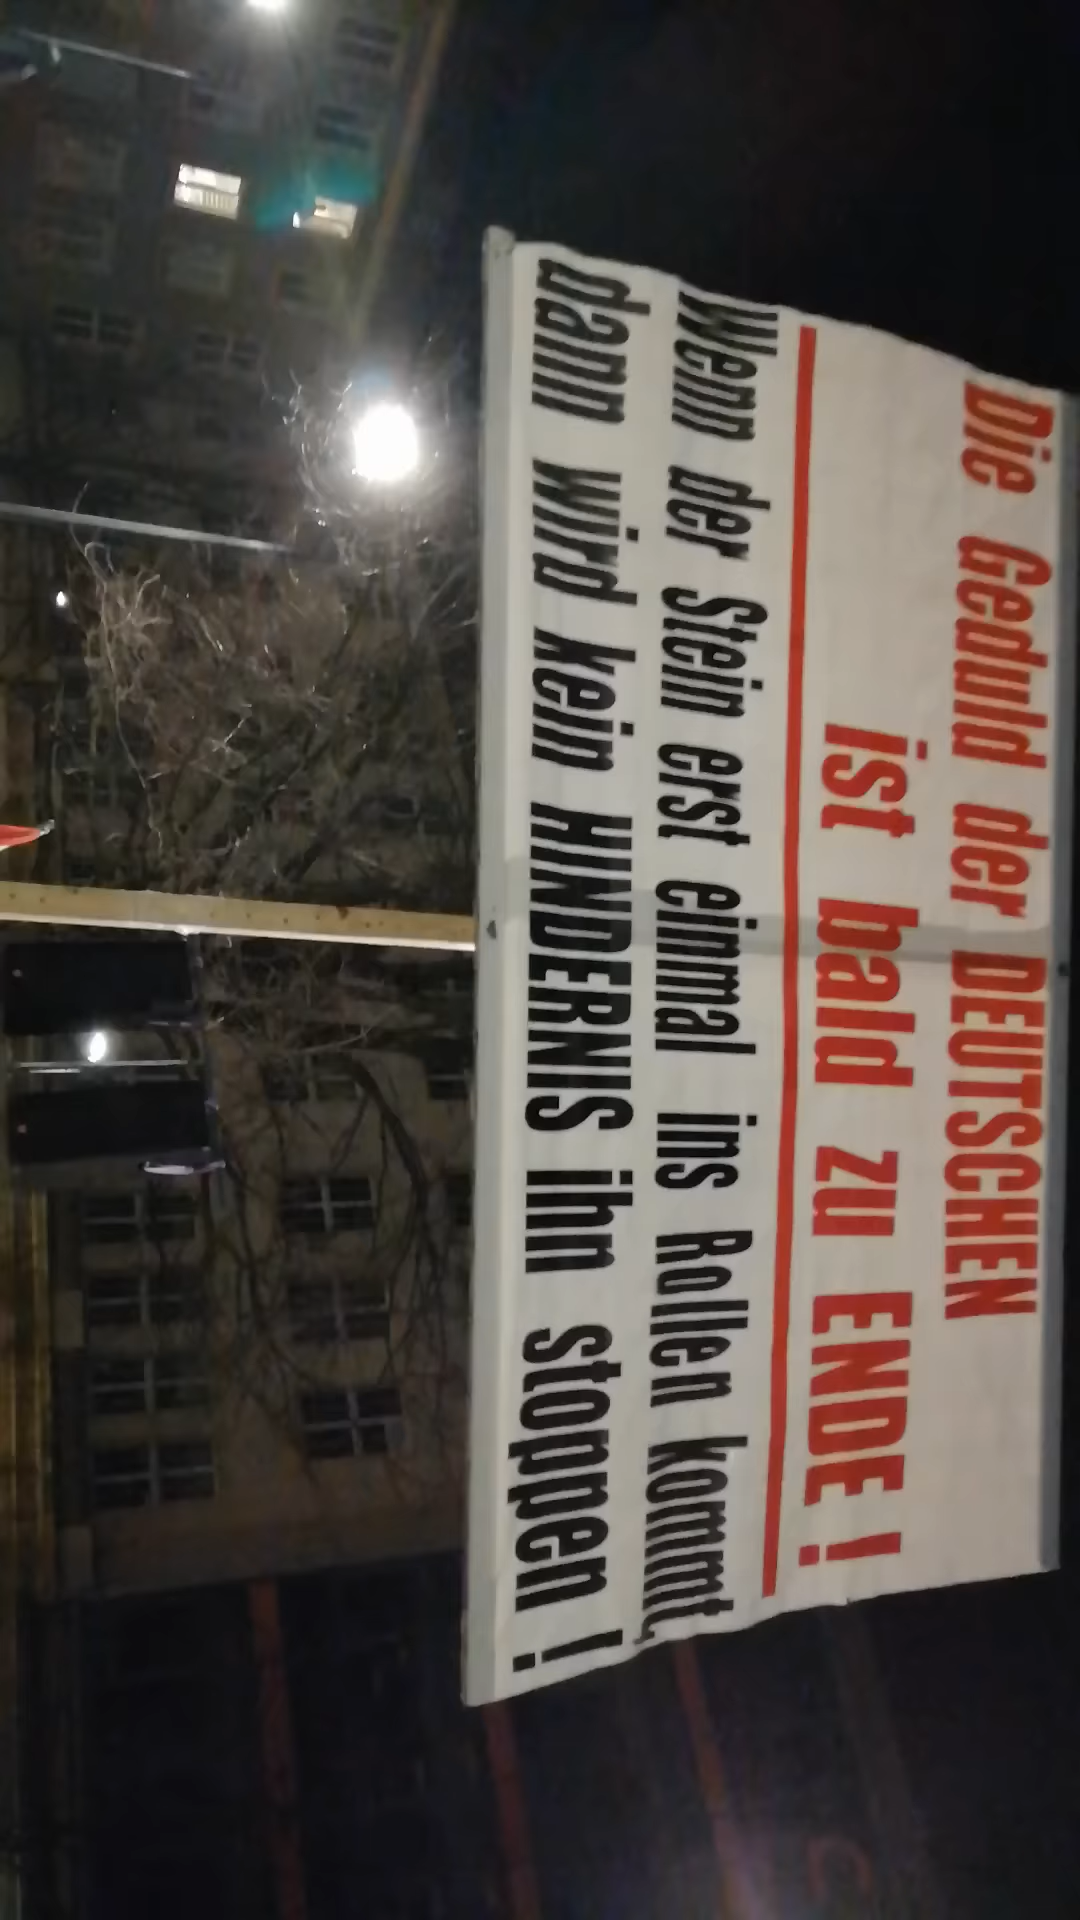 Die Geduld der DEUTSCHEN
ist bald zu ENDE !
Wenn der Stein erst einmal ins Rollen kommt,
dann wird kein HINDERNIS ihn stoppen !